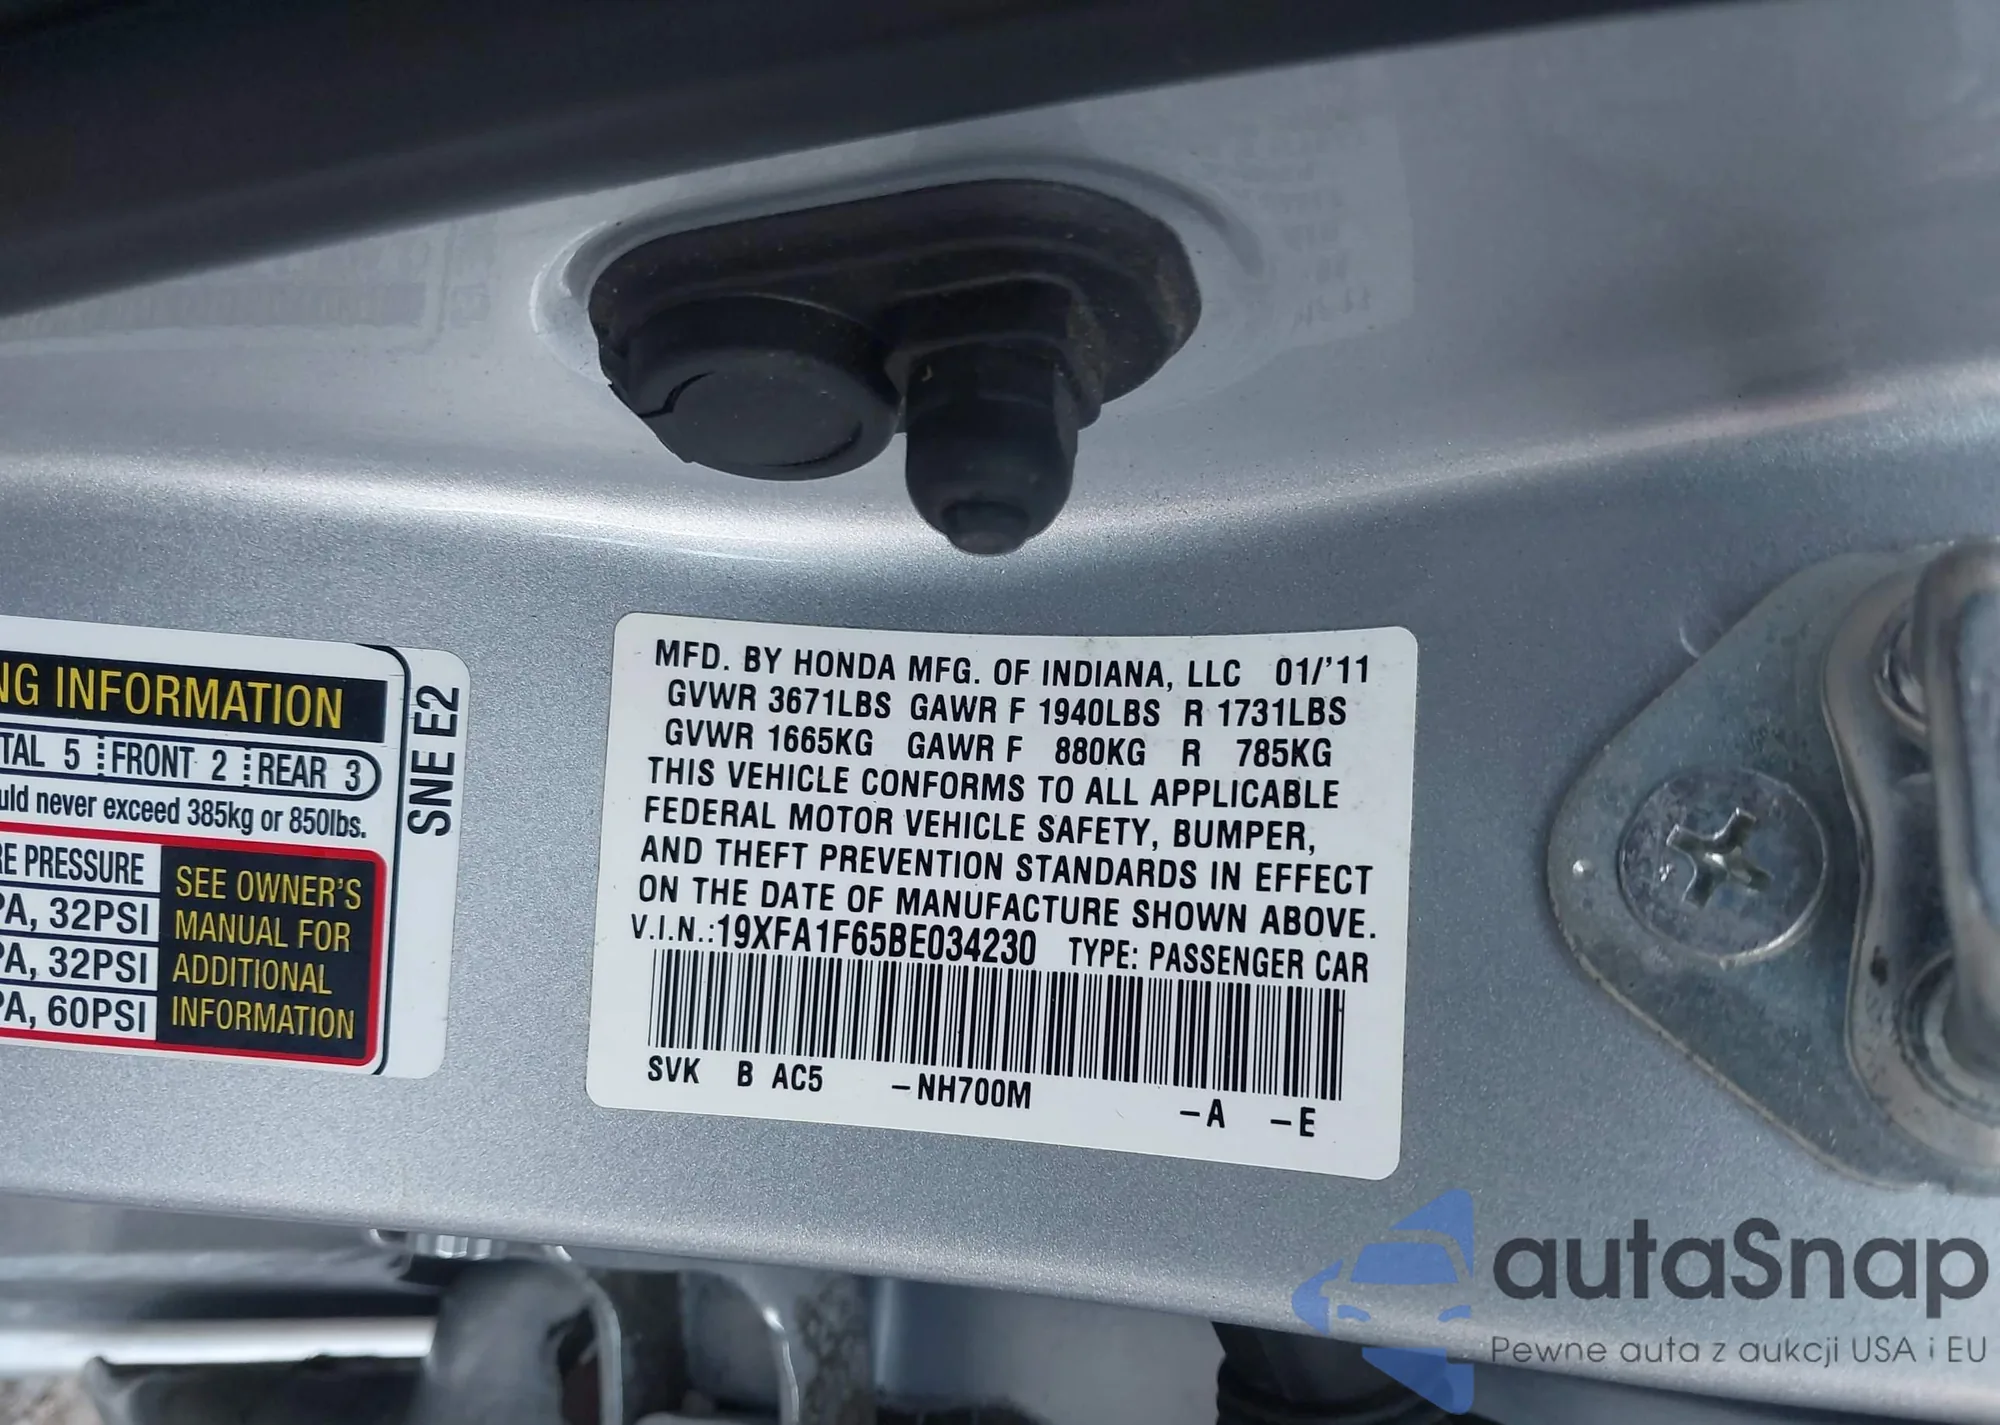 NG INFORMATION
TAL 5 FRONT 2 REAR 3
uld never exceed 385kg or 850lbs.
RE PRESSURE
PA, 32PSI
PA, 32PSI
PA, 60PSI
SEE OWNER'S
MANUAL FOR
ADDITIONAL
INFORMATION
SNE E2
MFD. BY HONDA MFG. OF INDIANA, LLC 01/'11
GVWR 3671LBS GAWR F 1940LBS R 1731LBS
GVWR 1665KG GAWR F 880KG R 785KG
THIS VEHICLE CONFORMS TO ALL APPLICABLE
FEDERAL MOTOR VEHICLE SAFETY, BUMPER,
AND THEFT PREVENTION STANDARDS IN EFFECT
ON THE DATE OF MANUFACTURE SHOWN ABOVE.
V.I.N.:19XFA1F65BE034230 TYPE: PASSENGER CAR
SVK B AC5 –NH700M –A –E
autaSnap
Pewne auta z aukcji USA i EU